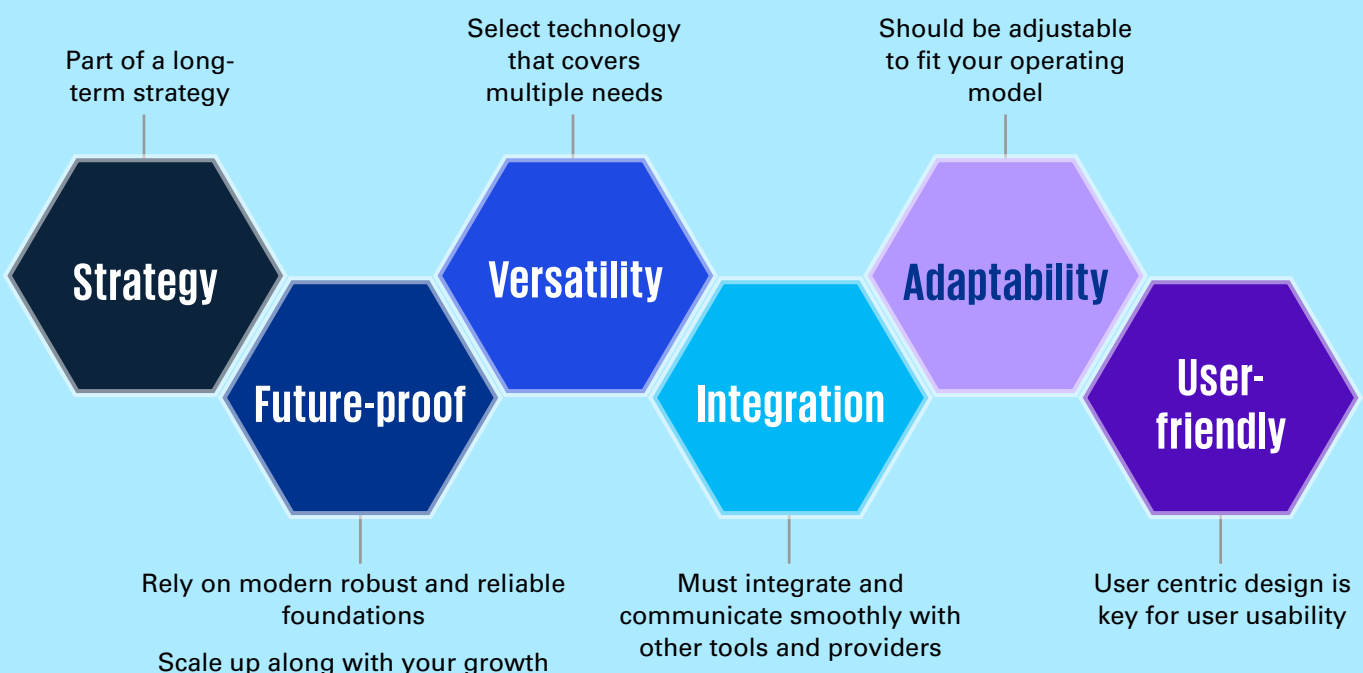 Part of a long-
term strategy
Strategy
Future-proof
Rely on modern robust and reliable
foundations
Scale up along with your growth
Select technology
that covers
multiple needs
Versatility
Integration
Must integrate and
communicate smoothly with
other tools and providers
Should be adjustable
to fit your operating
model
Adaptability
User-
friendly
User centric design is
key for user usability